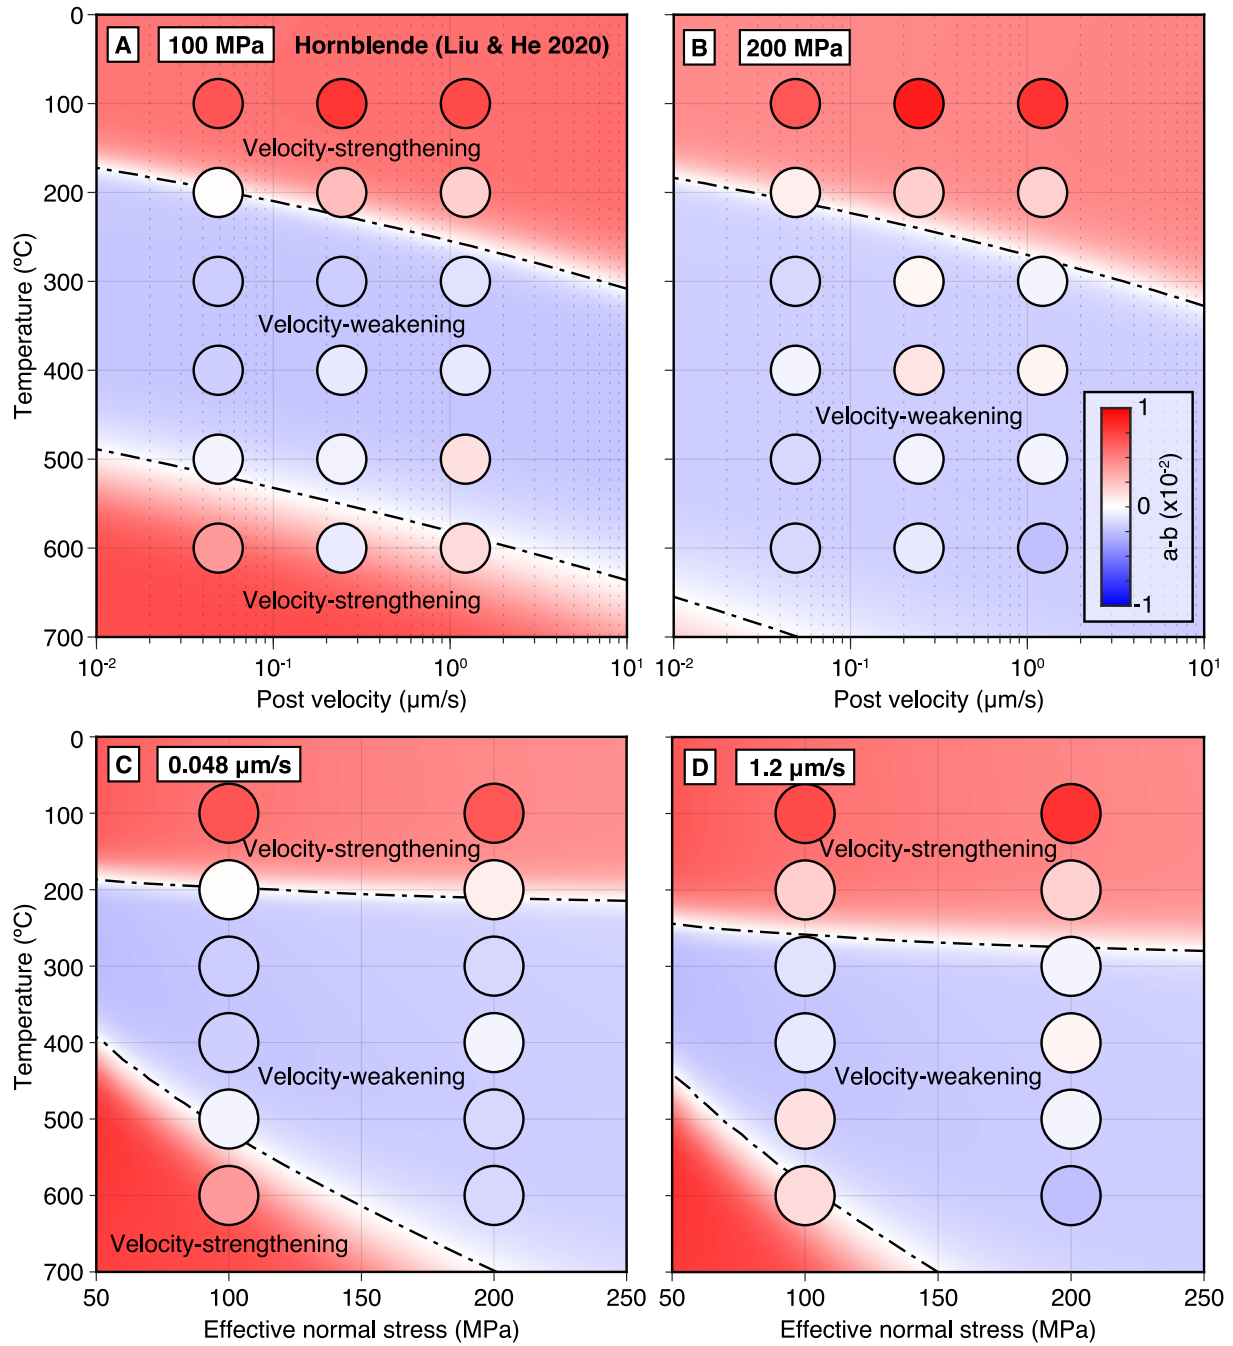 A 100 MPa Hornblende (Liu & He 2020)
B 200 MPa
0
100
200
300
400
500
600
700
Temperature (ºC)
Velocity-strengthening
Velocity-weakening
Velocity-strengthening
10-2 10-1 100 101
Post velocity (µm/s)
Velocity-weakening
1
0
-1
a-b (x10-2)
10-2 10-1 100 101
Post velocity (µm/s)
C 0.048 µm/s
D 1.2 µm/s
0
100
200
300
400
500
600
700
Temperature (ºC)
Velocity-strengthening
Velocity-weakening
Velocity-strengthening
50 100 150 200 250
Effective normal stress (MPa)
Velocity-strengthening
Velocity-weakening
50 100 150 200 250
Effective normal stress (MPa)